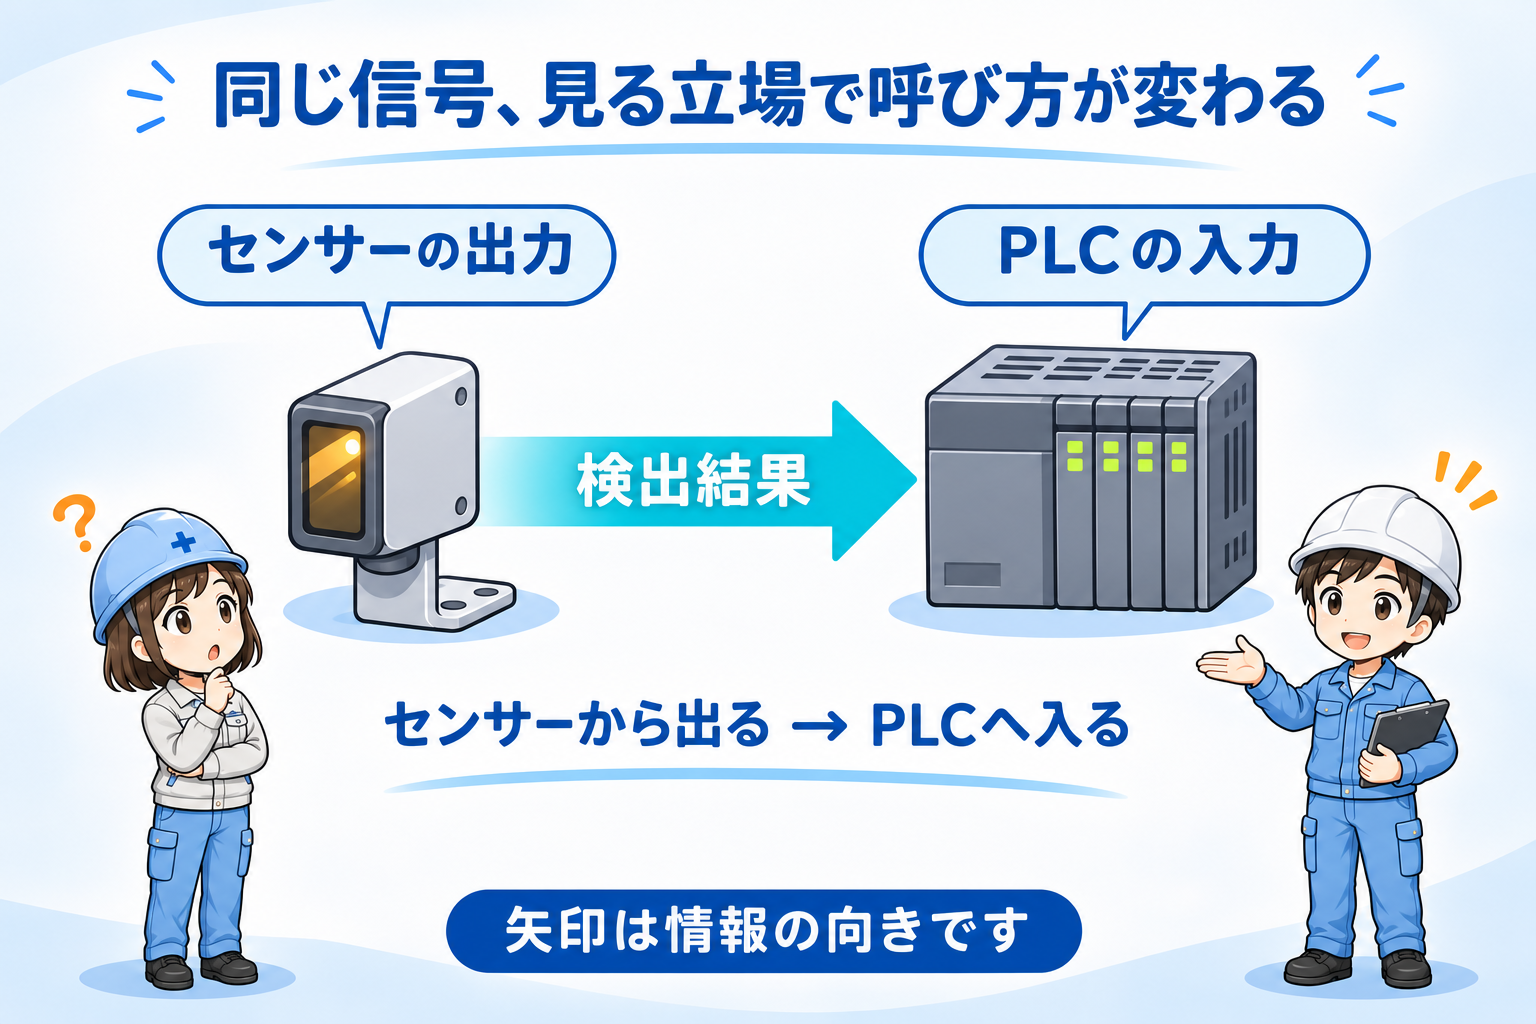 同じ信号、見る立場で呼び方が変わる
センサーの出力
PLCの入力
検出結果
センサーから出る → PLCへ入る
矢印は情報の向きです